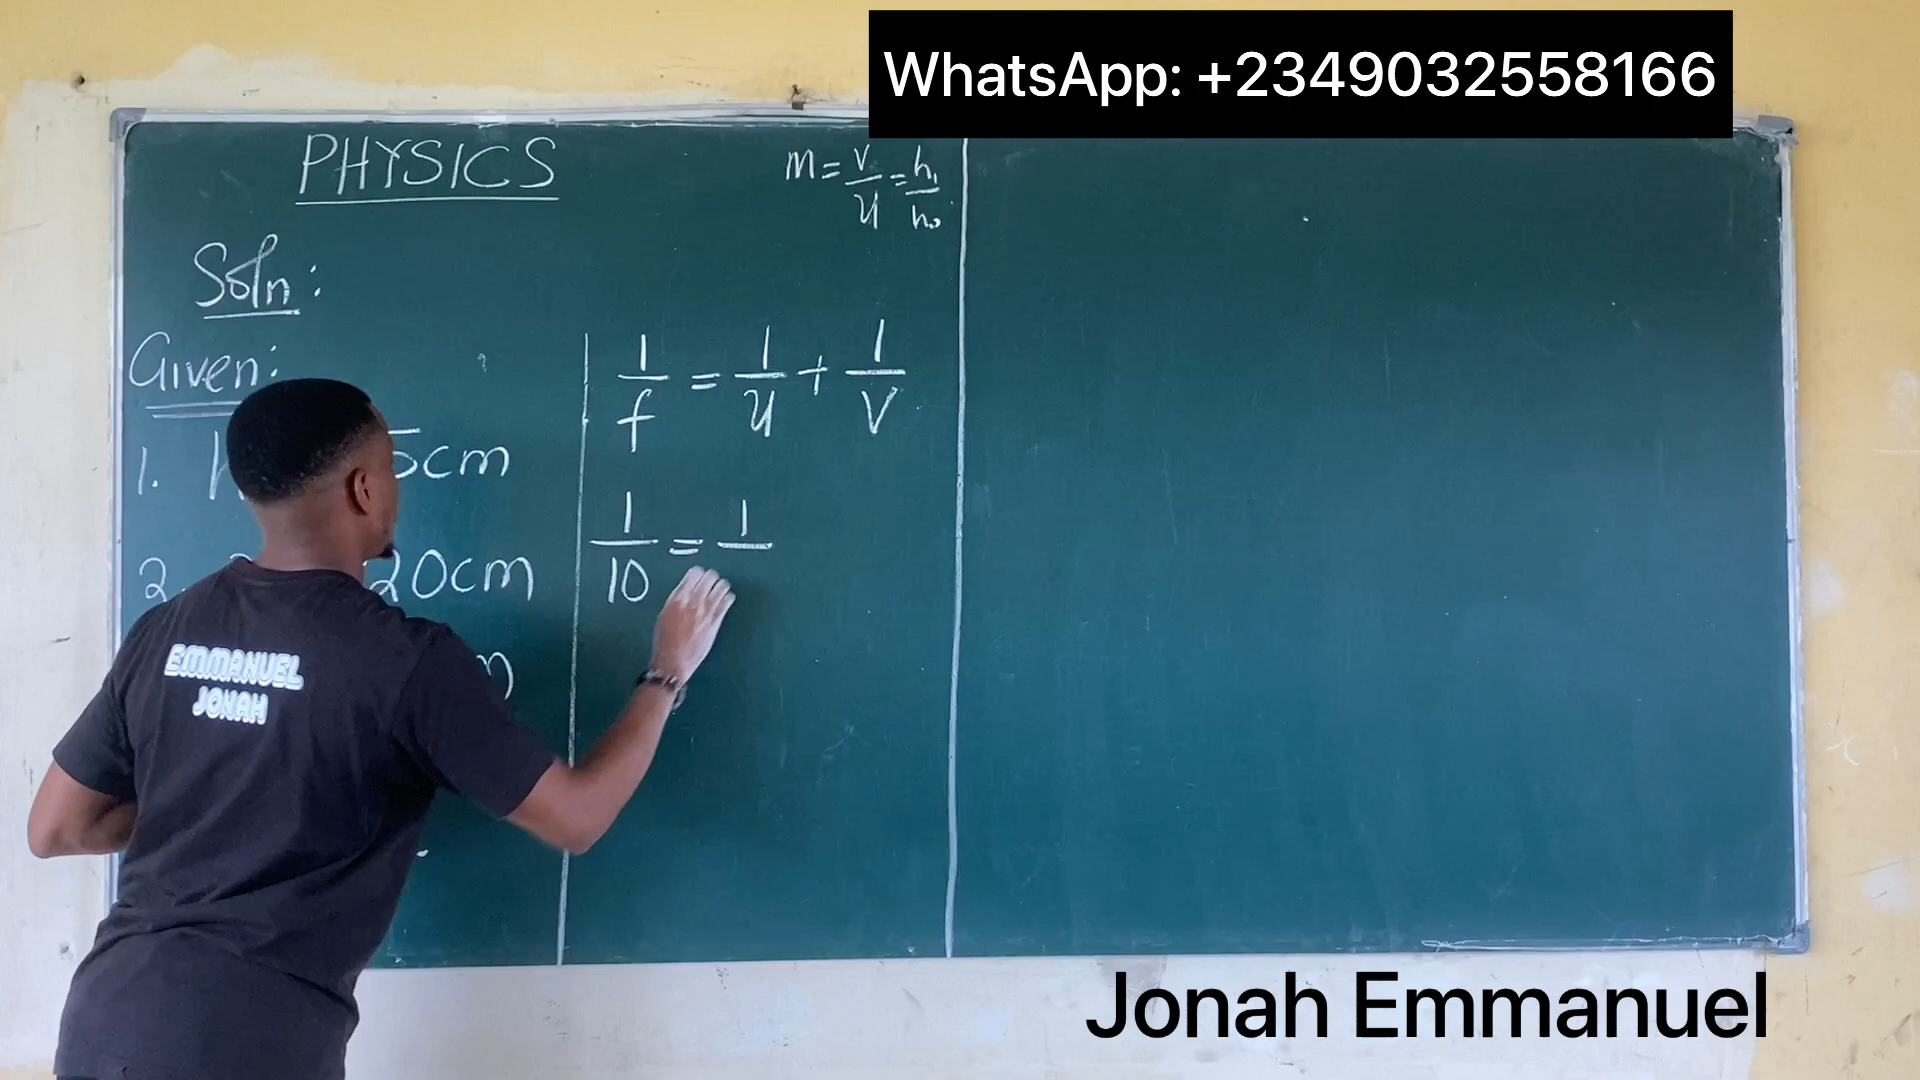 WhatsApp: +2349032558166
PHYSICS
m = v/u = h₁/h₀
Soln:
Given:
1. h 5cm
2. 20cm
m
1/f = 1/u + 1/v
1/10 = 1/
EMMANUEL
JONAH
Jonah Emmanuel